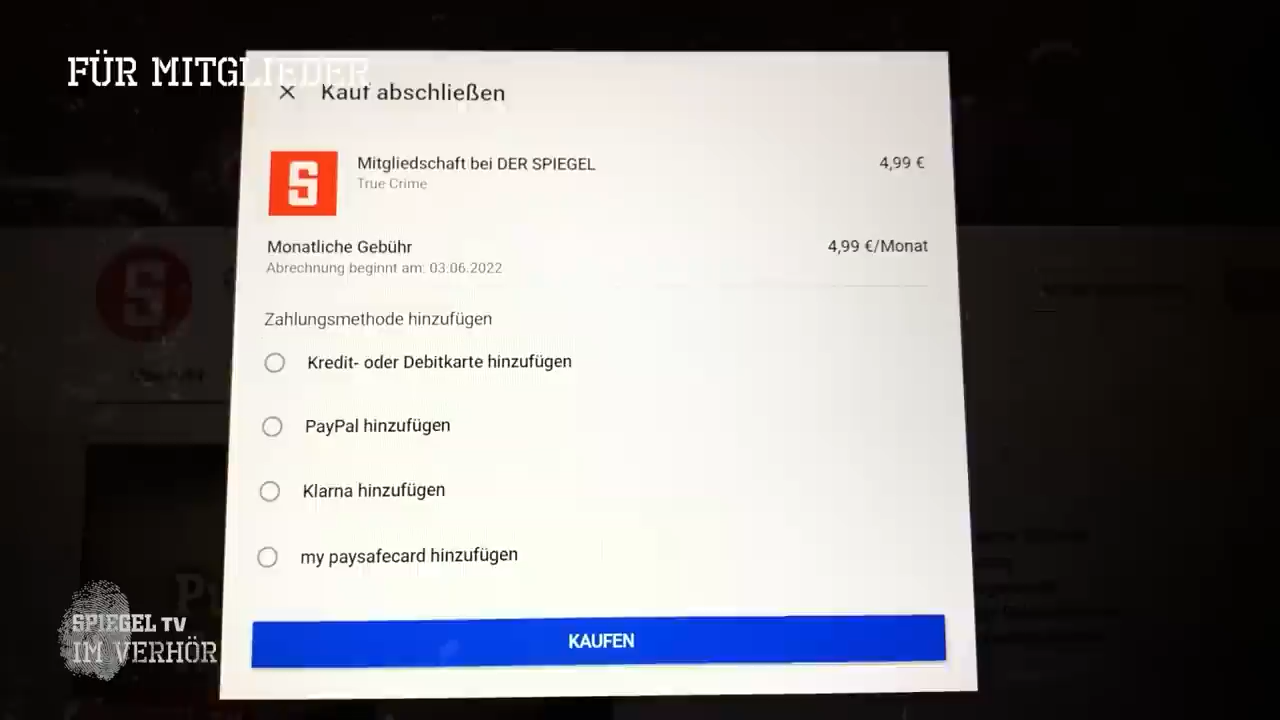 FÜR MITGLIEDER
Kauf abschließen
S
Mitgliedschaft bei DER SPIEGEL
4,99 €
True Crime
Monatliche Gebühr
4,99 €/Monat
Abrechnung beginnt am: 03.06.2022
Zahlungsmethode hinzufügen
Kredit- oder Debitkarte hinzufügen
PayPal hinzufügen
Klarna hinzufügen
my paysafecard hinzufügen
KAUFEN
S
SPIEGEL TV
IM VERHÖR